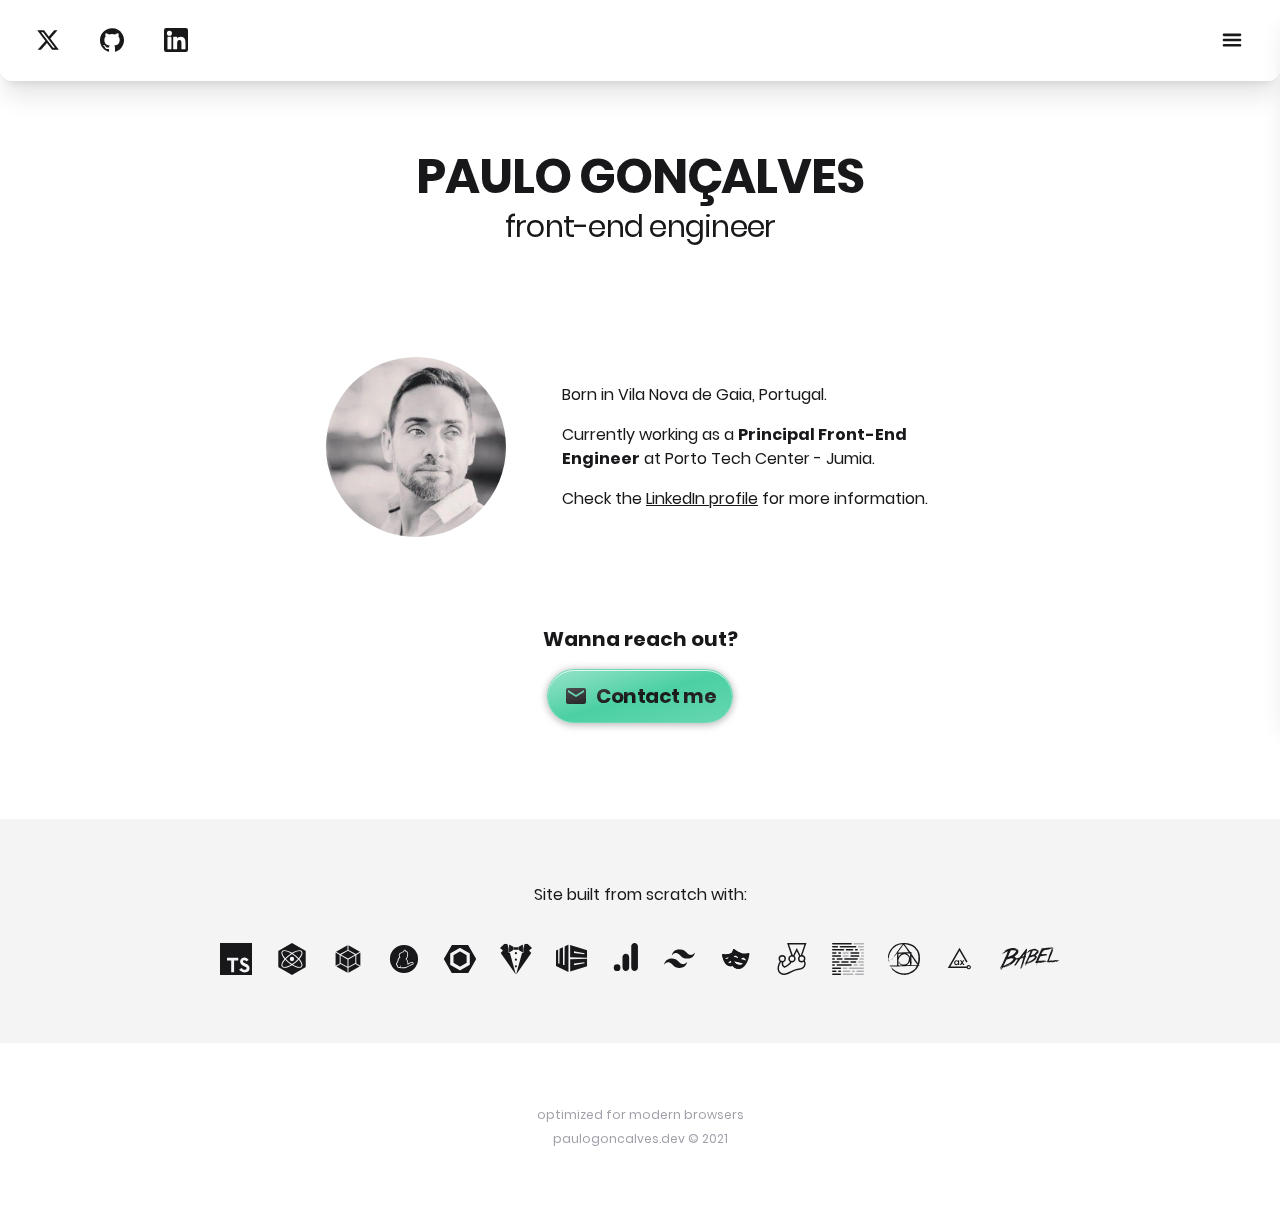 PAULO GONÇALVES
front-end engineer
Born in Vila Nova de Gaia, Portugal.
Currently working as a Principal Front-End
Engineer at Porto Tech Center - Jumia.
Check the LinkedIn profile for more information.
Wanna reach out?
Contact me
Site built from scratch with:
TS
ax
BABEL
optimized for modern browsers
paulogoncalves.dev © 2021